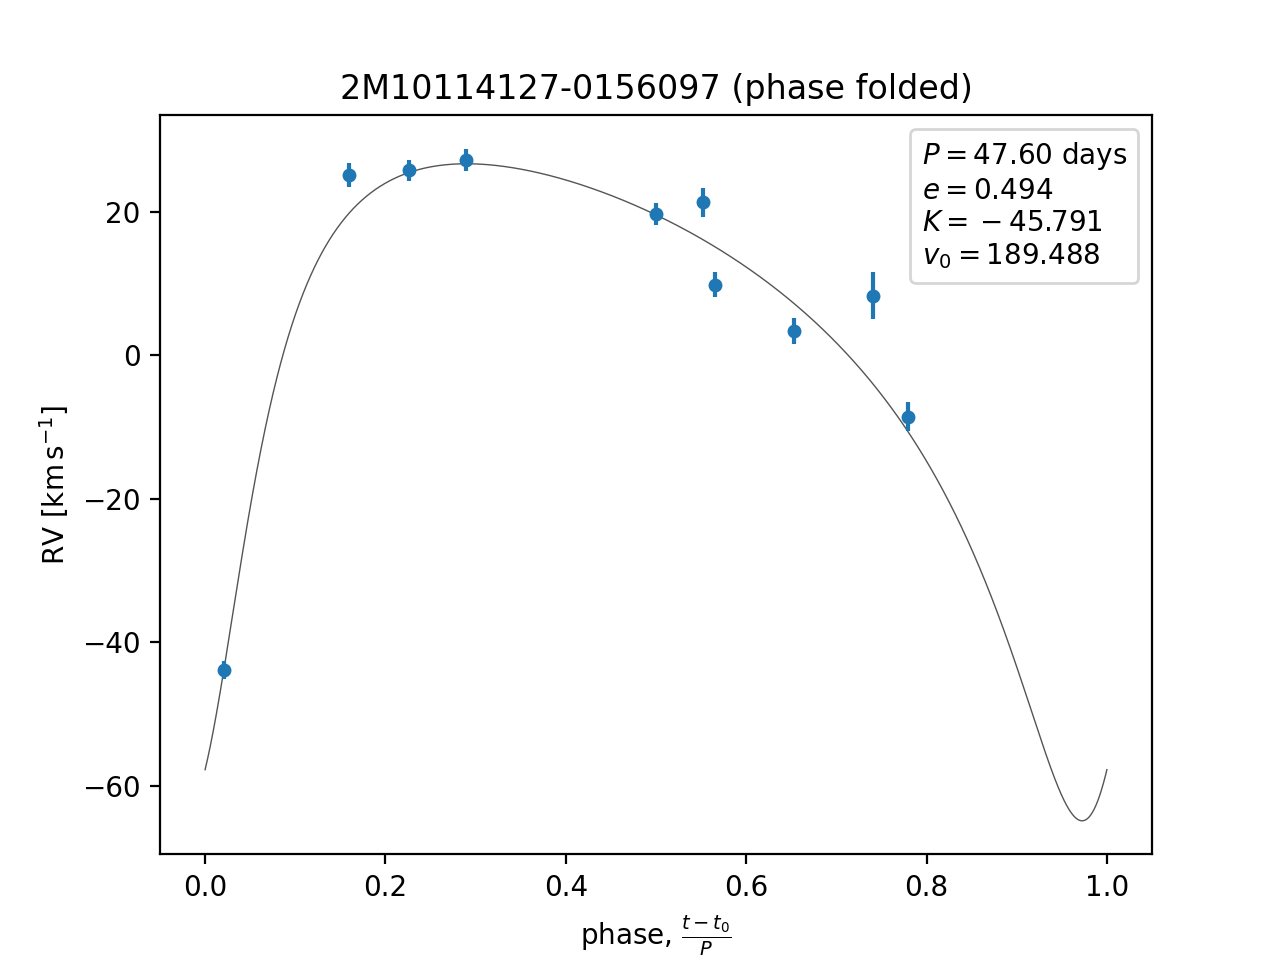 2M10114127-0156097 (phase folded)
P = 47.60 days
e = 0.494
K = −45.791
v₀ = 189.488
RV [km s⁻¹]
20
0
−20
−40
−60
0.0 0.2 0.4 0.6 0.8 1.0
phase, (t − t₀)/P